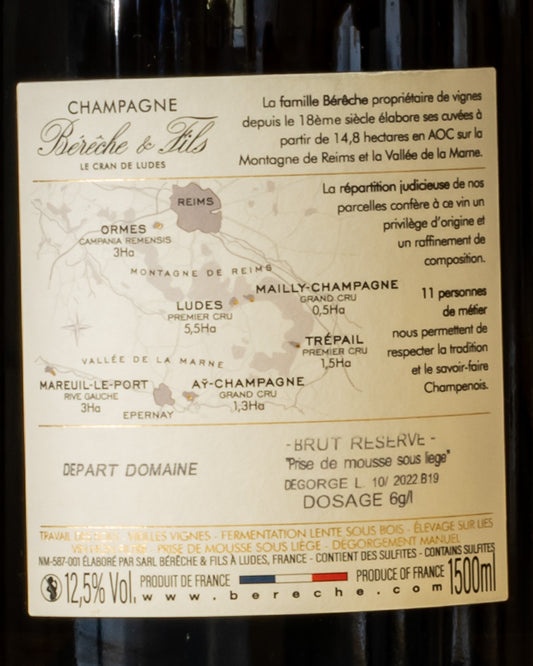 CHAMPAGNE
Bérêche & Fils
LE CRAN DE LUDES
La famille Bérêche propriétaire de vignes
depuis le 18ème siècle élabore ses cuvées à
partir de 14,8 hectares en AOC sur la
Montagne de Reims et la Vallée de la Marne.
La répartition judicieuse de nos
parcelles confère à ce vin un
privilège d'origine et
un raffinement de
composition.
11 personnes
de métier
nous permettent de
respecter la tradition
et le savoir-faire
Champenois.
REIMS
ORMES
CAMPANIA REMENSIS
3Ha
MONTAGNE DE REIMS
MAILLY-CHAMPAGNE
GRAND CRU
0,5Ha
LUDES
PREMIER CRU
5,5Ha
TRÉPAIL
PREMIER CRU
1,5Ha
VALLÉE DE LA MARNE
MAREUIL-LE-PORT
RIVE GAUCHE
3Ha
AŸ-CHAMPAGNE
GRAND CRU
1,3Ha
EPERNAY
DEPART DOMAINE
-BRUT RESERVE-
"Prise de mousse sous liege"
DEGORGE L. 10/ 2022 B19
DOSAGE 6g/l
TRAVAIL VIEILLES VIGNES - FERMENTATION LENTE SOUS BOIS - ÉLEVAGE SUR LIES
- PRISE DE MOUSSE SOUS LIÈGE - DÉGORGEMENT MANUEL
NM-587-001 ÉLABORÉ PAR SARL BÉRÊCHE & FILS À LUDES, FRANCE - CONTIENT DES SULFITES - CONTAINS SULFITES
12,5% Vol. PRODUIT DE FRANCE PRODUCE OF FRANCE 1500ml
www.bereche.com